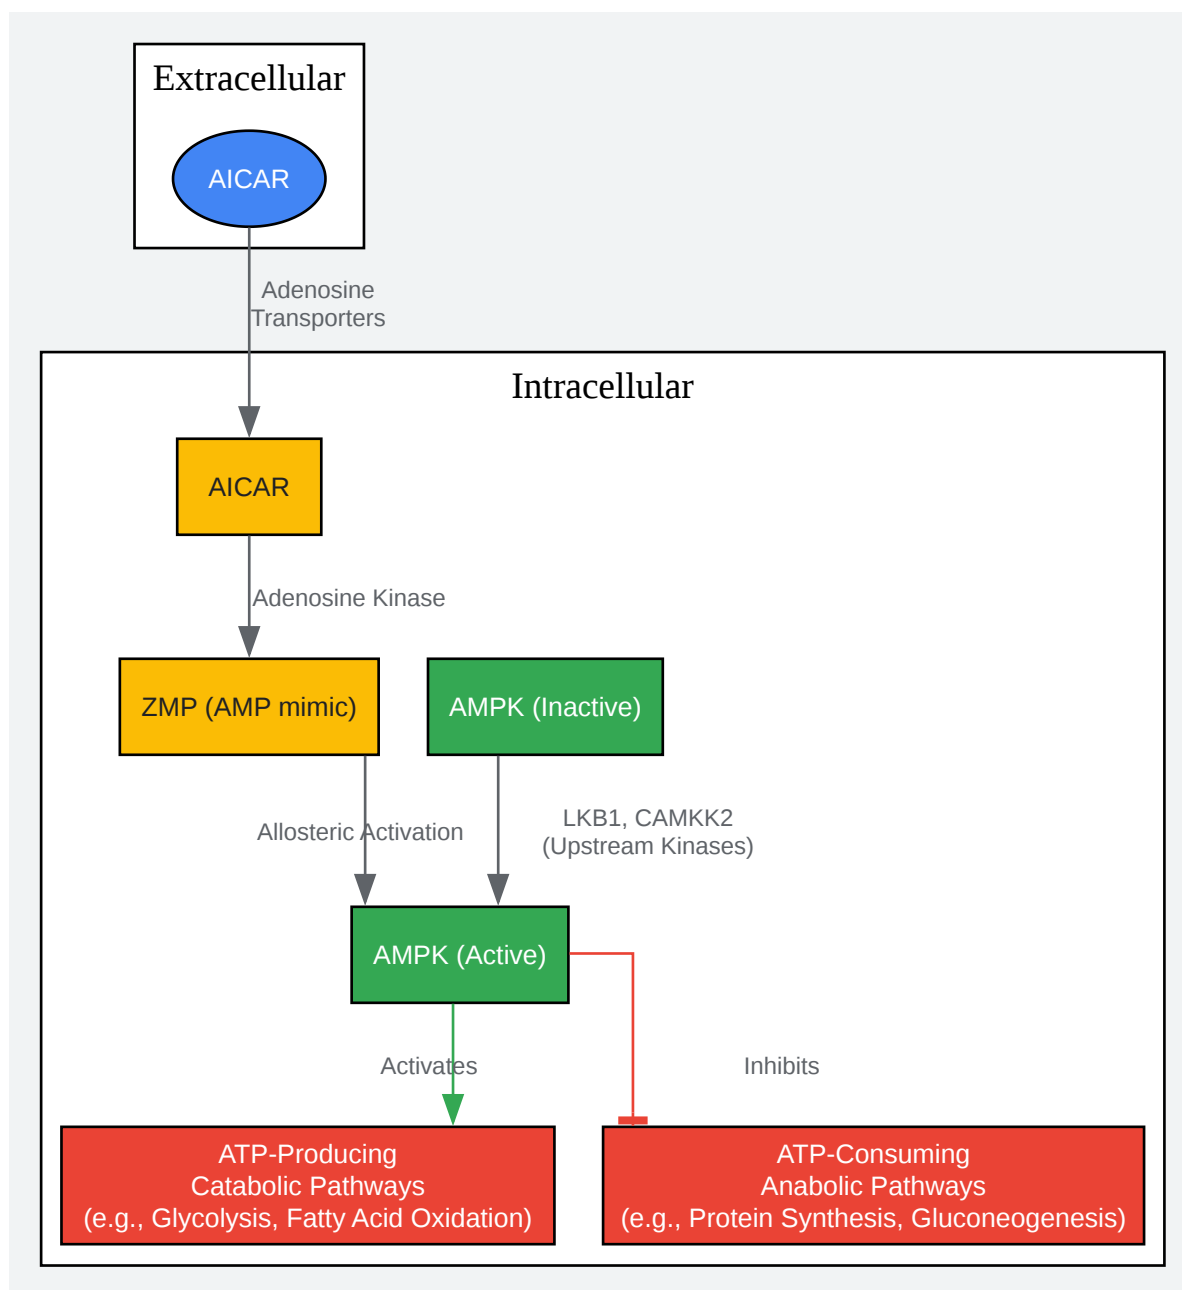 Extracellular
AICAR
Adenosine
Transporters
Intracellular
AICAR
Adenosine Kinase
ZMP (AMP mimic)
AMPK (Inactive)
Allosteric Activation
LKB1, CAMKK2
(Upstream Kinases)
AMPK (Active)
Activates
Inhibits
ATP-Producing
Catabolic Pathways
(e.g., Glycolysis, Fatty Acid Oxidation)
ATP-Consuming
Anabolic Pathways
(e.g., Protein Synthesis, Gluconeogenesis)